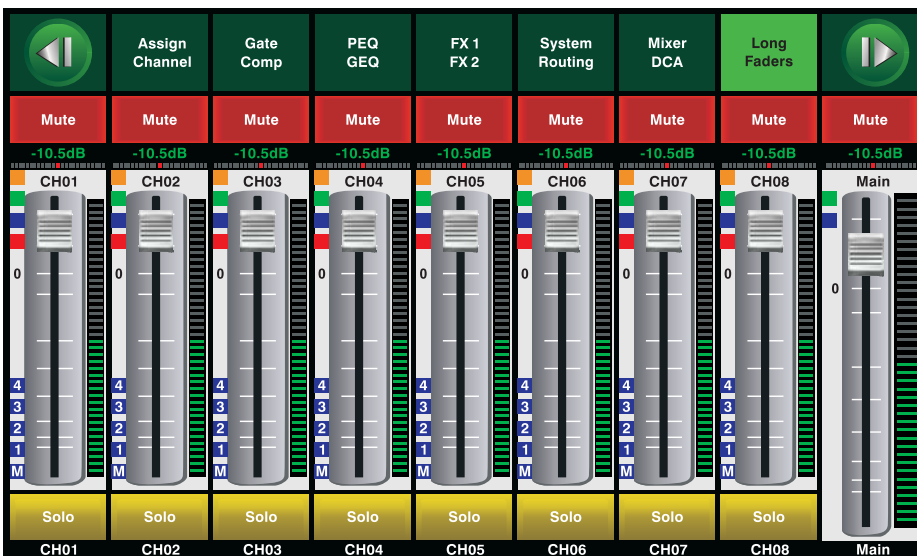 Assign Channel
Gate Comp
PEQ GEQ
FX 1 FX 2
System Routing
Mixer DCA
Long Faders
Mute Mute Mute Mute Mute Mute Mute Mute Mute
-10.5dB -10.5dB -10.5dB -10.5dB -10.5dB -10.5dB -10.5dB -10.5dB -10.5dB
CH01 CH02 CH03 CH04 CH05 CH06 CH07 CH08 Main
0 0 0 0 0 0 0 0 0
4 4 4 4 4 4 4 4
3 3 3 3 3 3 3 3
2 2 2 2 2 2 2 2
1 1 1 1 1 1 1 1
M M M M M M M M
Solo Solo Solo Solo Solo Solo Solo Solo
CH01 CH02 CH03 CH04 CH05 CH06 CH07 CH08 Main